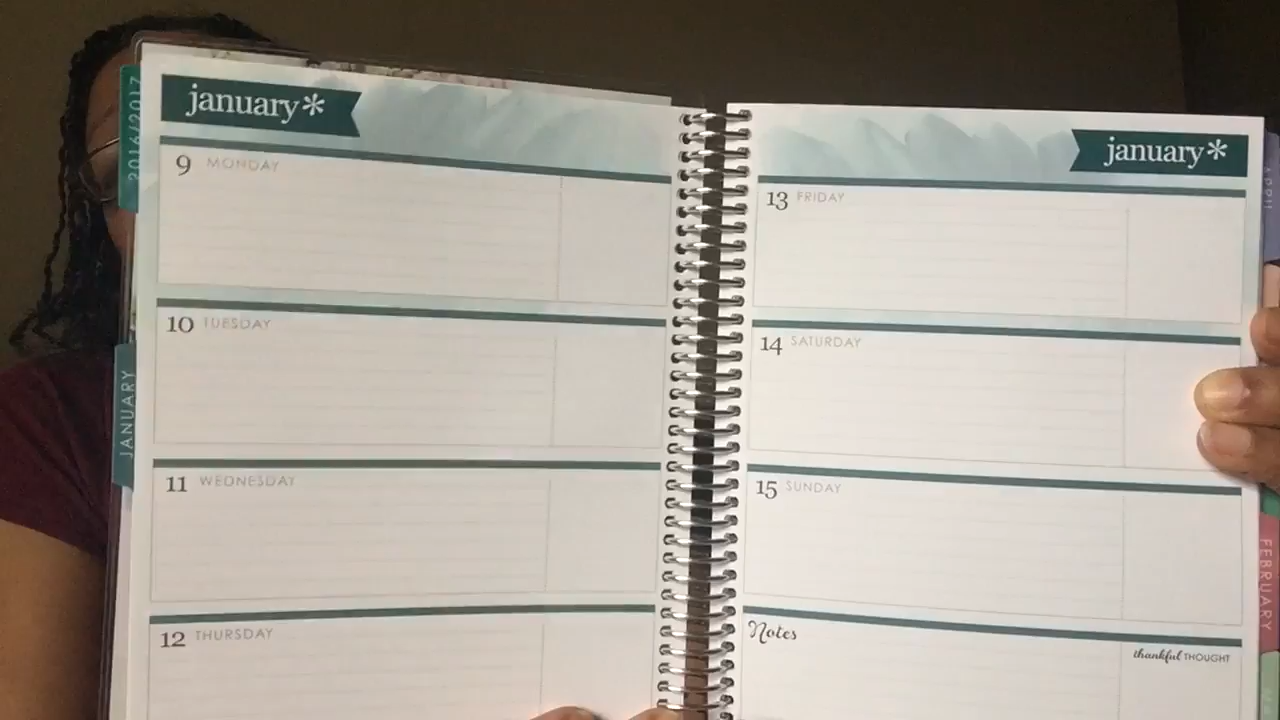 january*
2016/2017
9 MONDAY
10 TUESDAY
JANUARY
11 WEDNESDAY
12 THURSDAY
january*
13 FRIDAY
14 SATURDAY
15 SUNDAY
Notes
thankful THOUGHT
APRIL
FEBRUARY